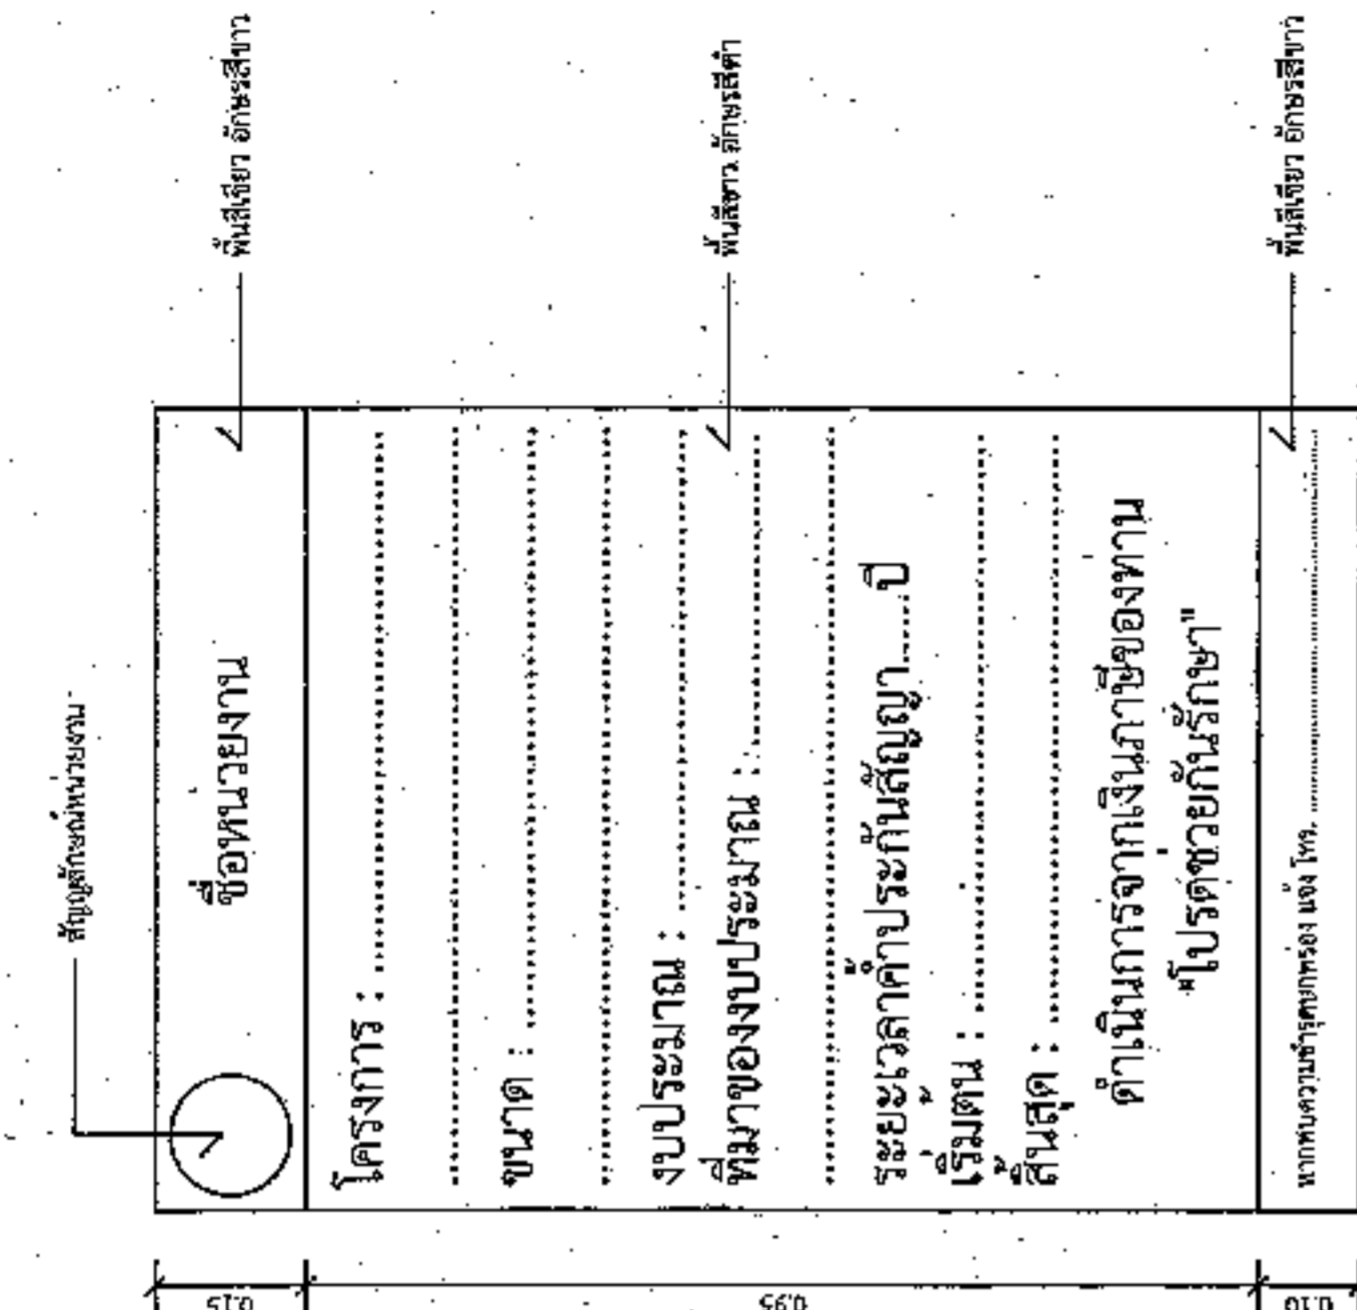 สัญลักษณ์หน่วยงาน
ชื่อหน่วยงาน
พื้นสีเขียว อักษรสีขาว
โครงการ :
ขนาด :
งบประมาณ :
ที่มาของงบประมาณ :
พื้นสีขาว อักษรสีดำ
ระยะเวลาค้ำประกันสัญญา......ปี
เริ่มต้น :
สิ้นสุด :
ดำเนินการจากเงินภาษีของท่าน
"โปรดช่วยกันรักษา"
หากพบความชำรุดบกพร่อง แจ้ง โทร.
พื้นสีเขียว อักษรสีขาว
0.15
0.95
0.10